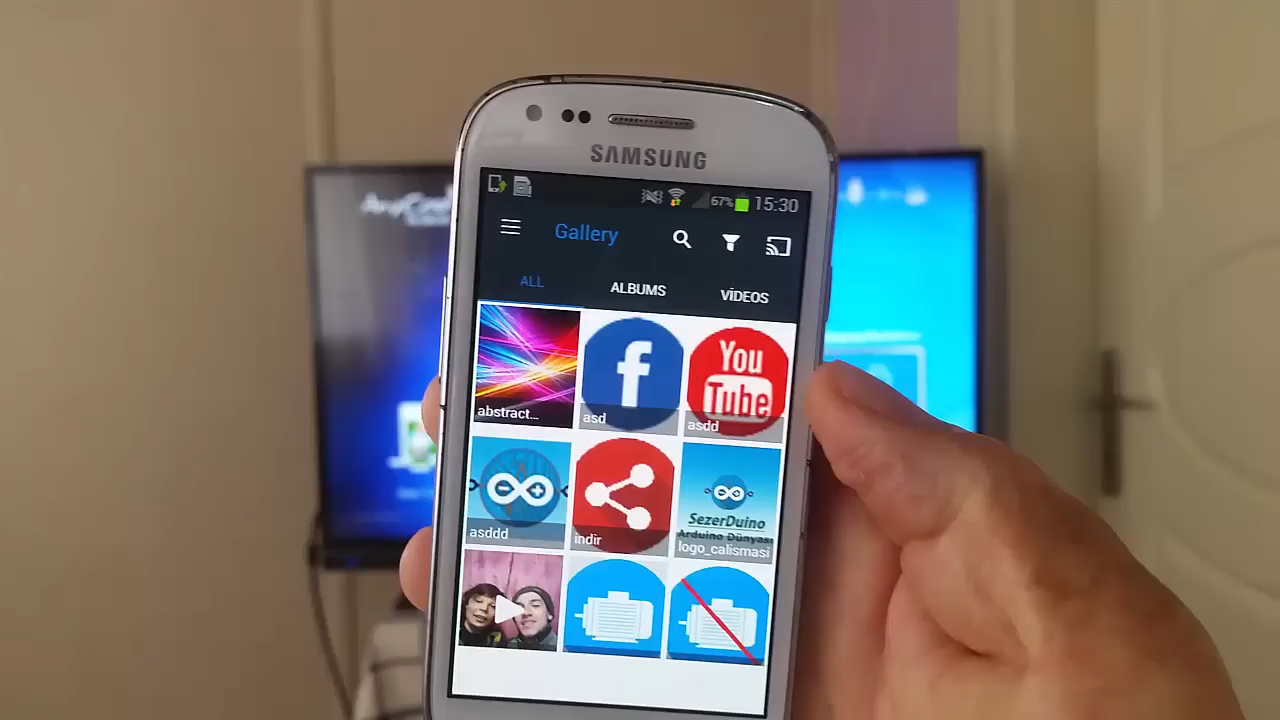 SAMSUNG
67% 15:30
Gallery
ALL ALBUMS VİDEOS
f
You
Tube
abstract... asd asdd
SezerDuino
Arduino Dünyası
asddd indir logo_calismasi